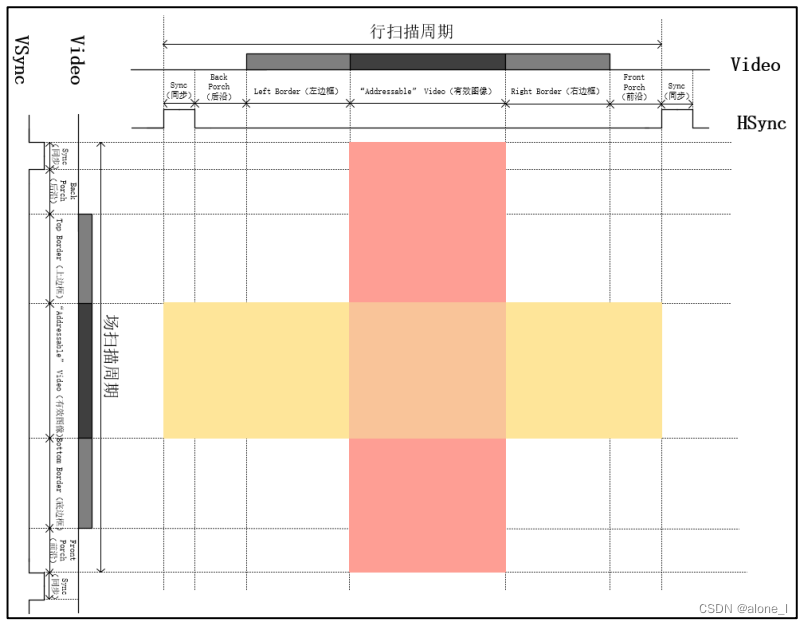 行扫描周期
Video
Sync
(同步)
Back
Porch
(后沿)
Left Border (左边框)
“Addressable” Video (有效图像)
Right Border (右边框)
Front
Porch
(前沿)
Sync
(同步)
HSync
VSync
Video
Sync
(同步)
Back
Porch
(后沿)
Top Border (上边框)
“Addressable” Video (有效图像)
Bottom Border (底边框)
Front
Porch
(前沿)
Sync
(同步)
场扫描周期
CSDN @alone_l